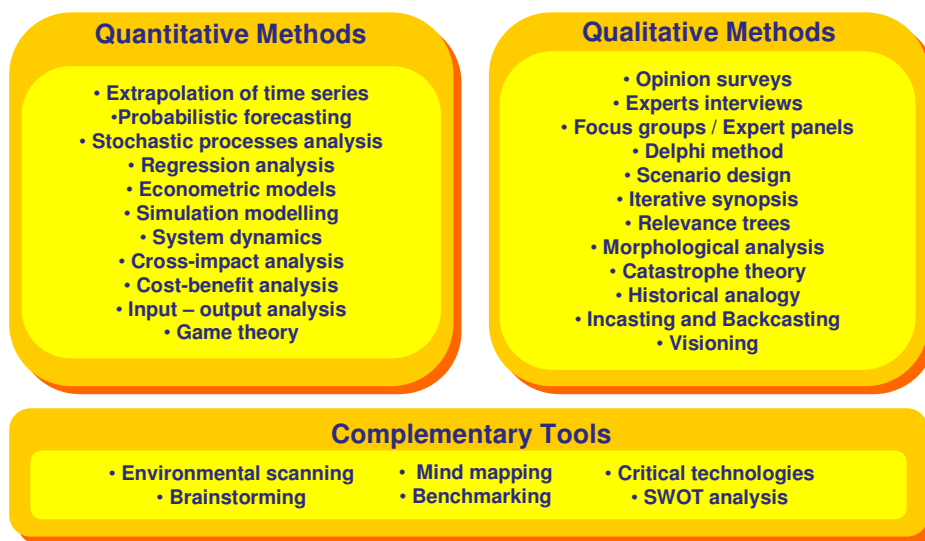 Quantitative Methods
• Extrapolation of time series
•Probabilistic forecasting
• Stochastic processes analysis
• Regression analysis
• Econometric models
• Simulation modelling
• System dynamics
• Cross-impact analysis
• Cost-benefit analysis
• Input – output analysis
• Game theory
Qualitative Methods
• Opinion surveys
• Experts interviews
• Focus groups / Expert panels
• Delphi method
• Scenario design
• Iterative synopsis
• Relevance trees
• Morphological analysis
• Catastrophe theory
• Historical analogy
• Incasting and Backcasting
• Visioning
Complementary Tools
• Environmental scanning
• Brainstorming
• Mind mapping
• Benchmarking
• Critical technologies
• SWOT analysis